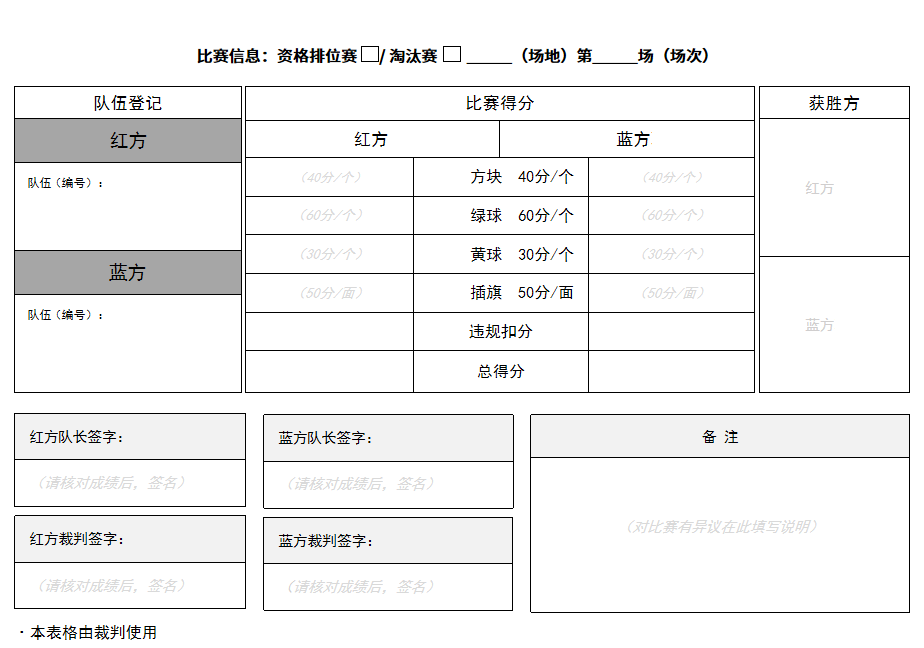 比赛信息：资格排位赛 / 淘汰赛 _____（场地）第_____场（场次）
队伍登记
红方
队伍（编号）：
蓝方
队伍（编号）：
比赛得分
红方 蓝方
（40分/个） 方块 40分/个 （40分/个）
（60分/个） 绿球 60分/个 （60分/个）
（30分/个） 黄球 30分/个 （30分/个）
（50分/面） 插旗 50分/面 （50分/面）
违规扣分
总得分
获胜方
红方
蓝方
红方队长签字：
（请核对成绩后，签名）
蓝方队长签字：
（请核对成绩后，签名）
红方裁判签字：
（请核对成绩后，签名）
蓝方裁判签字：
（请核对成绩后，签名）
备 注
（对比赛有异议在此填写说明）
·本表格由裁判使用